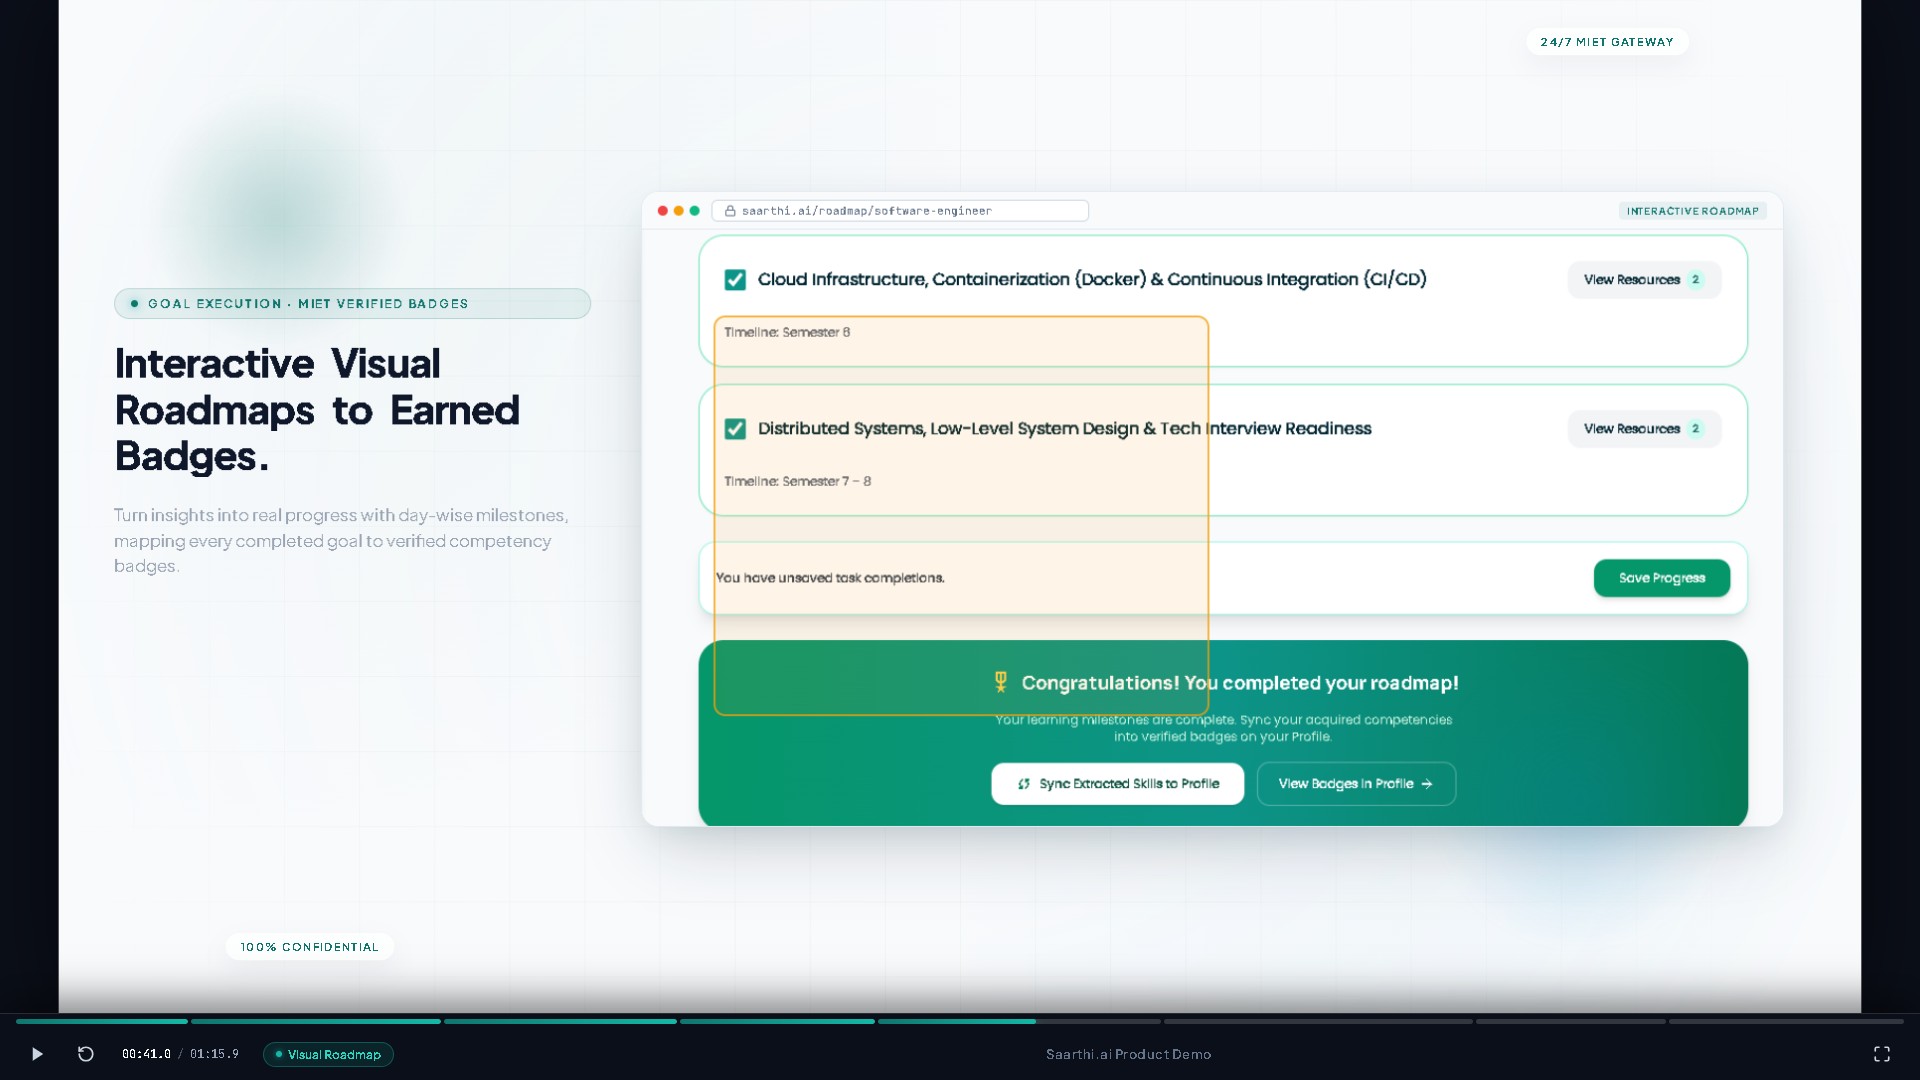 24/7 MIET GATEWAY
GOAL EXECUTION · MIET VERIFIED BADGES
Interactive Visual
Roadmaps to Earned
Badges.
Turn insights into real progress with day-wise milestones,
mapping every completed goal to verified competency
badges.
saarthi.ai/roadmap/software-engineer
INTERACTIVE ROADMAP
Cloud Infrastructure, Containerization (Docker) & Continuous Integration (CI/CD)
View Resources 2
Timeline: Semester 6
Distributed Systems, Low-Level System Design & Tech Interview Readiness
View Resources 2
Timeline: Semester 7 - 8
You have unsaved task completions.
Save Progress
Congratulations! You completed your roadmap!
Your learning milestones are complete. Sync your acquired competencies
into verified badges on your Profile.
Sync Extracted Skills to Profile
View Badges in Profile →
100% CONFIDENTIAL
00:41.0 / 01:15.9
Visual Roadmap
Saarthi.ai Product Demo